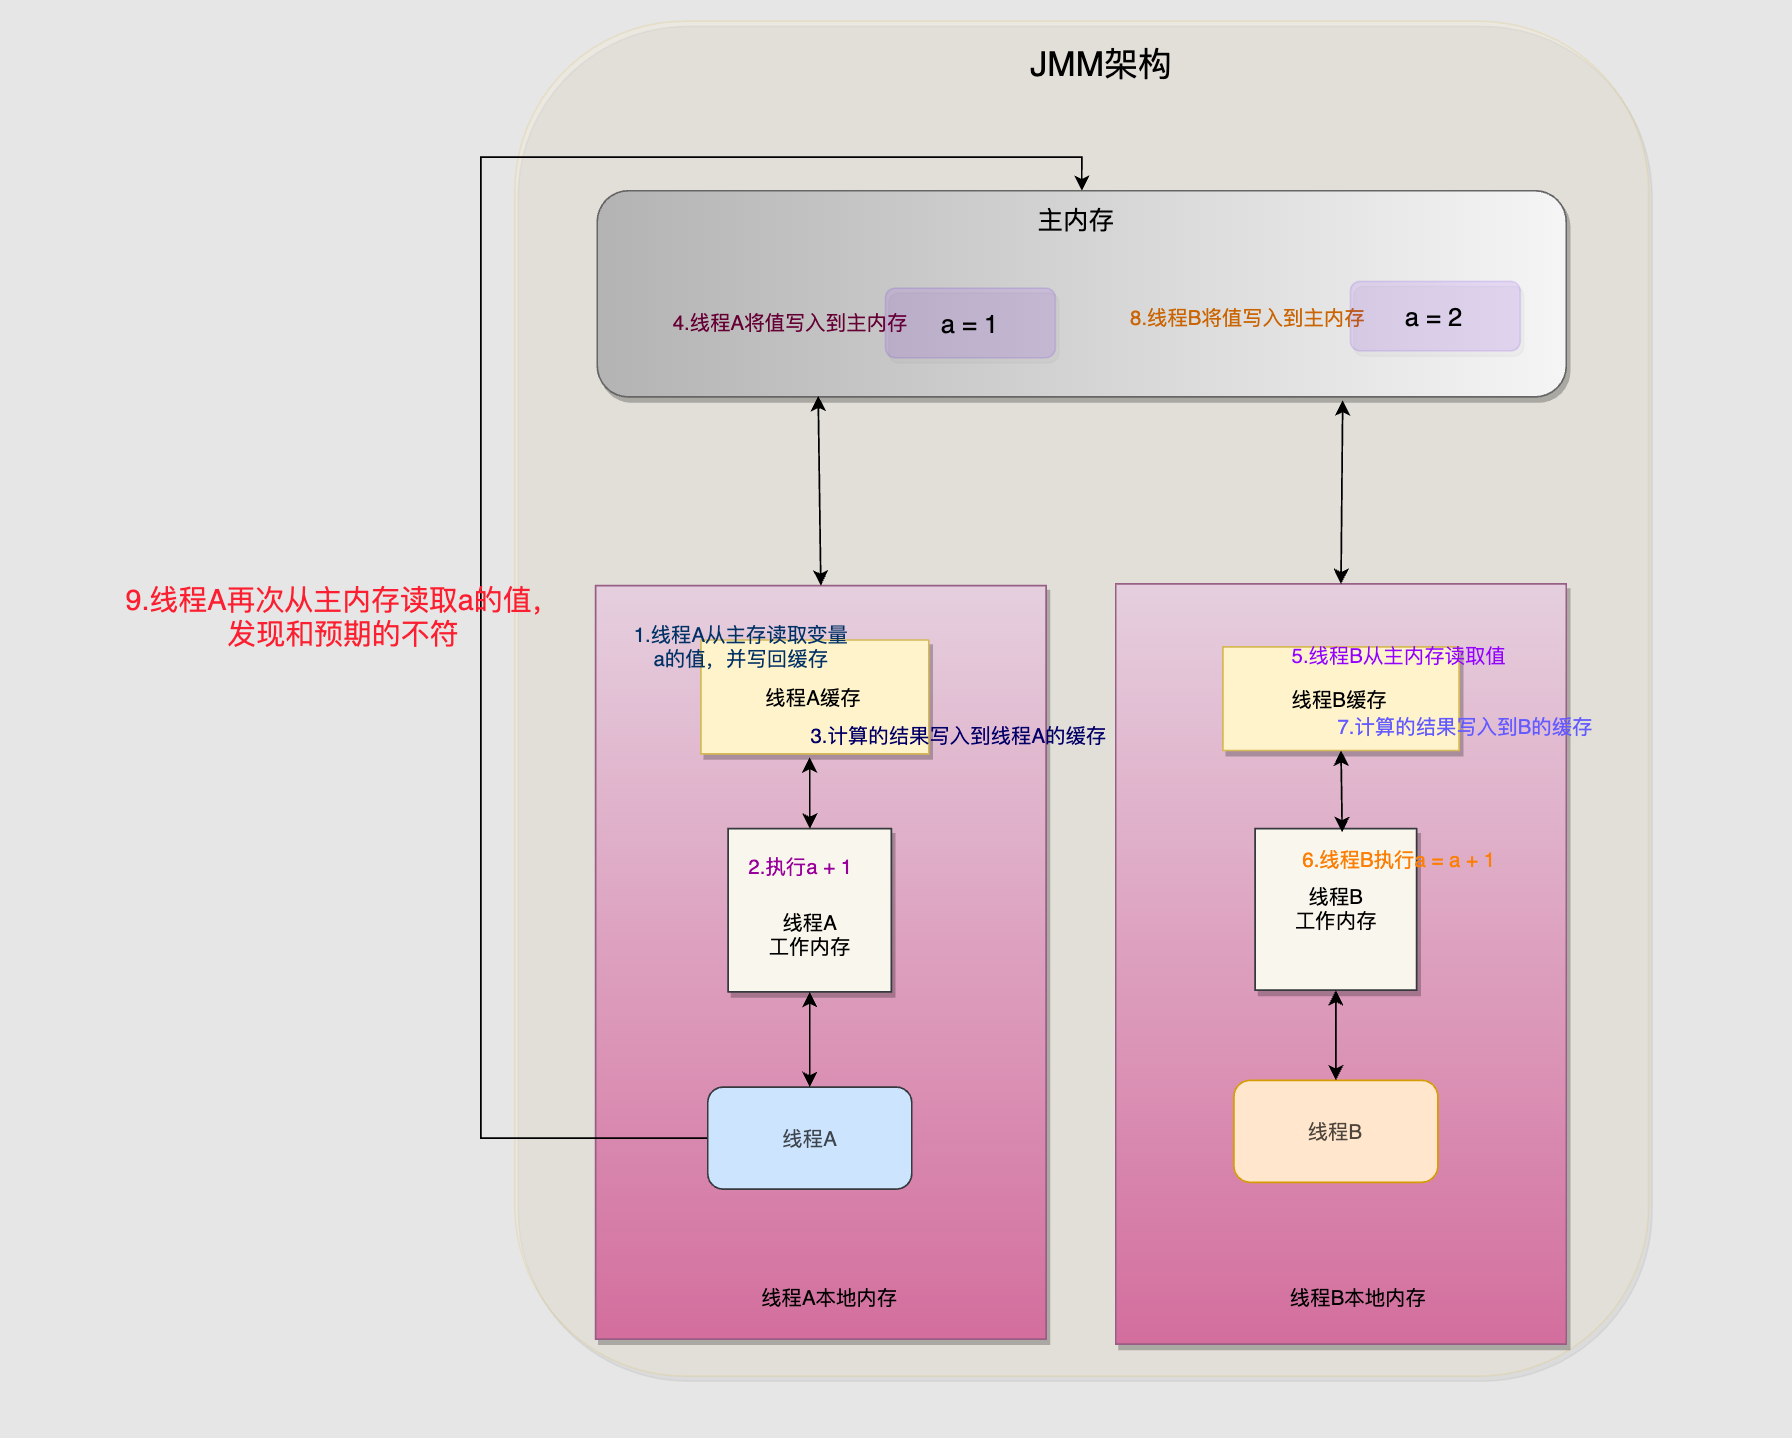 JMM架构
主内存
4.线程A将值写入到主内存
a = 1
8.线程B将值写入到主内存
a = 2
9.线程A再次从主内存读取a的值,
发现和预期的不符
1.线程A从主存读取变量
a的值，并写回缓存
线程A缓存
3.计算的结果写入到线程A的缓存
2.执行a + 1
线程A
工作内存
线程A
线程A本地内存
5.线程B从主内存读取值
线程B缓存
7.计算的结果写入到B的缓存
6.线程B执行a = a + 1
线程B
工作内存
线程B
线程B本地内存